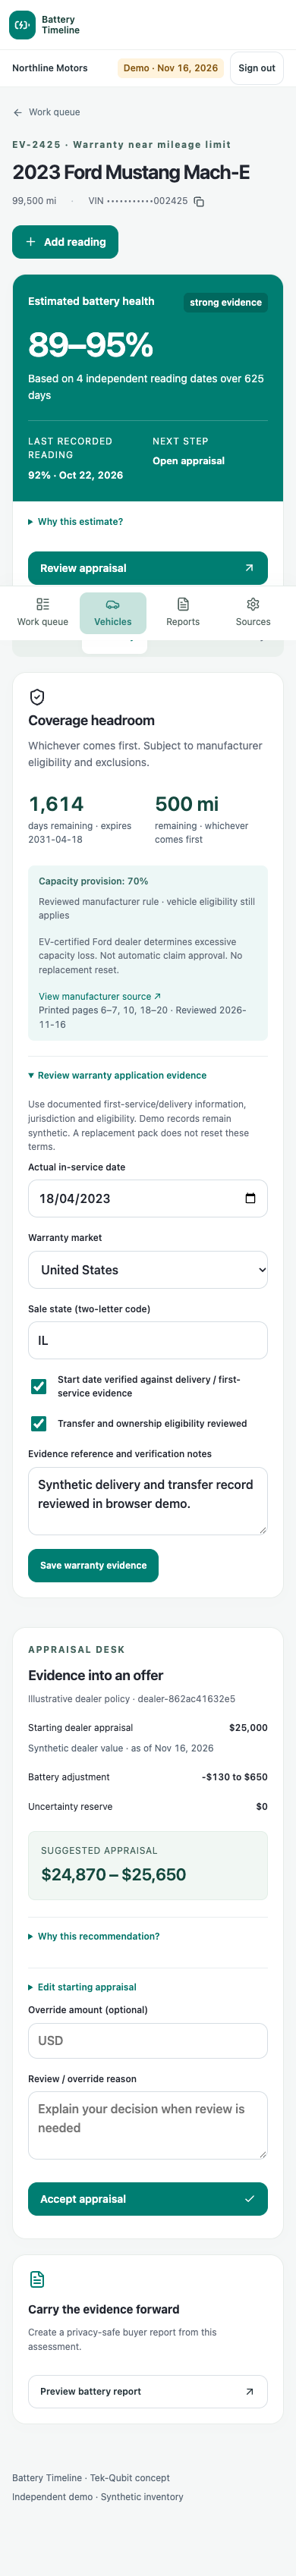 Battery
Timeline
Northline Motors
Demo · Nov 16, 2026
Sign out
← Work queue
EV-2425 · Warranty near mileage limit
2023 Ford Mustang Mach-E
99,500 mi · VIN •••••••••••002425
+ Add reading
Estimated battery health
strong evidence
89–95%
Based on 4 independent reading dates over 625
days
LAST RECORDED
READING
92% · Oct 22, 2026
NEXT STEP
Open appraisal
Why this estimate?
Review appraisal
Work queue
Vehicles
Reports
Sources
Coverage headroom
Whichever comes first. Subject to manufacturer
eligibility and exclusions.
1,614
days remaining · expires
2031-04-18
500 mi
remaining · whichever
comes first
Capacity provision: 70%
Reviewed manufacturer rule · vehicle eligibility still
applies
EV-certified Ford dealer determines excessive
capacity loss. Not automatic claim approval. No
replacement reset.
View manufacturer source ↗
Printed pages 6–7, 10, 18–20 · Reviewed 2026-
11-16
Review warranty application evidence
Use documented first-service/delivery information,
jurisdiction and eligibility. Demo records remain
synthetic. A replacement pack does not reset these
terms.
Actual in-service date
18/04/2023
Warranty market
United States
Sale state (two-letter code)
IL
Start date verified against delivery / first-
service evidence
Transfer and ownership eligibility reviewed
Evidence reference and verification notes
Synthetic delivery and transfer record
reviewed in browser demo.
Save warranty evidence
APPRAISAL DESK
Evidence into an offer
Illustrative dealer policy · dealer-862ac41632e5
Starting dealer appraisal
$25,000
Synthetic dealer value · as of Nov 16, 2026
Battery adjustment
-$130 to $650
Uncertainty reserve
$0
SUGGESTED APPRAISAL
$24,870 – $25,650
Why this recommendation?
Edit starting appraisal
Override amount (optional)
USD
Review / override reason
Explain your decision when review is
needed
Accept appraisal
Carry the evidence forward
Create a privacy-safe buyer report from this
assessment.
Preview battery report
Battery Timeline · Tek-Qubit concept
Independent demo · Synthetic inventory